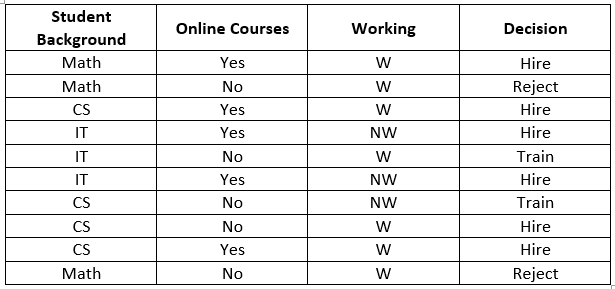 Student Background Online Courses Working Decision
Math Yes W Hire
Math No W Reject
CS Yes W Hire
IT Yes NW Hire
IT No W Train
IT Yes NW Hire
CS No NW Train
CS No W Hire
CS Yes W Hire
Math No W Reject